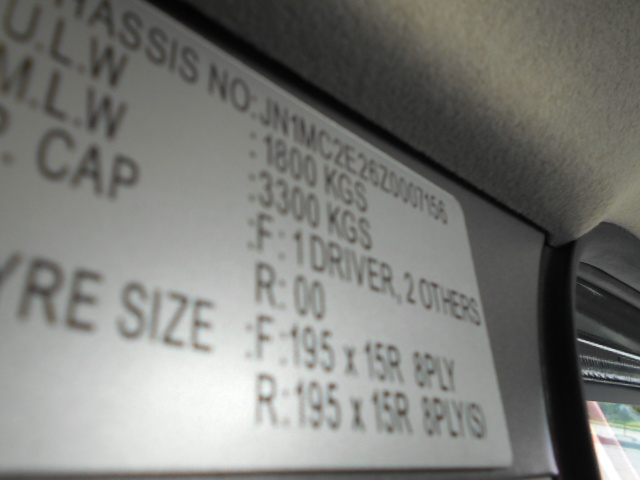 HASSIS NO:JN1MC2E26Z0007156
U.L.W :1800 KGS
M.L.W :3300 KGS
P. CAP :F: 1 DRIVER, 2 OTHERS
R: 00
YRE SIZE :F:195 x 15R 8PLY
R:195 x 15R 8PLY(S)